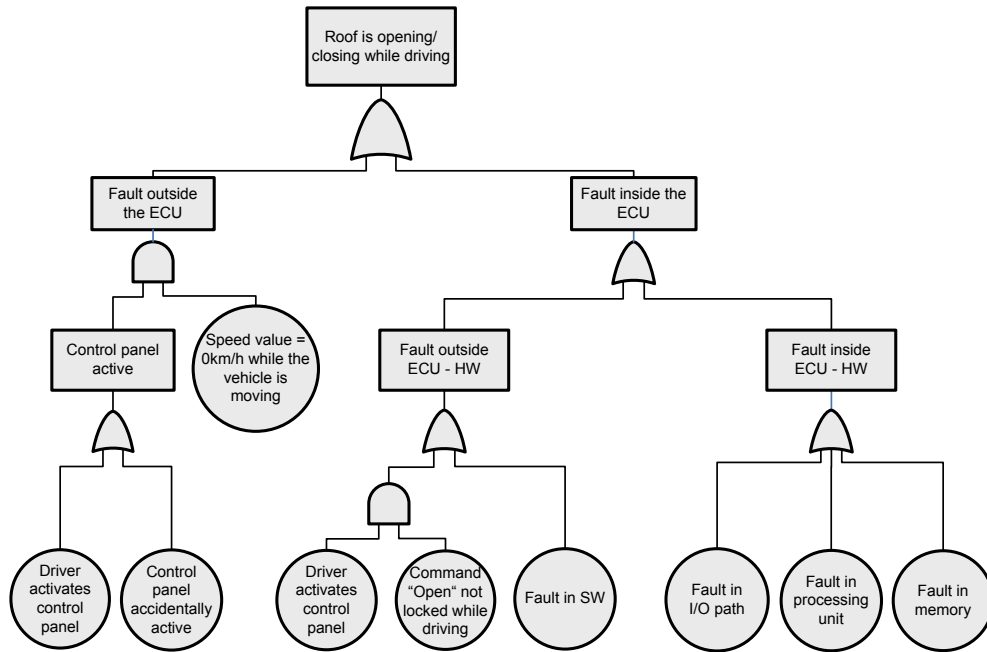 Roof is opening/
closing while driving
Fault outside
the ECU
Fault inside the
ECU
Control panel
active
Speed value =
0km/h while the
vehicle is
moving
Fault outside
ECU - HW
Fault inside
ECU - HW
Driver
activates
control
panel
Control
panel
accidentally
active
Driver
activates
control
panel
Command
“Open“ not
locked while
driving
Fault in SW
Fault in
I/O path
Fault in
processing
unit
Fault in
memory